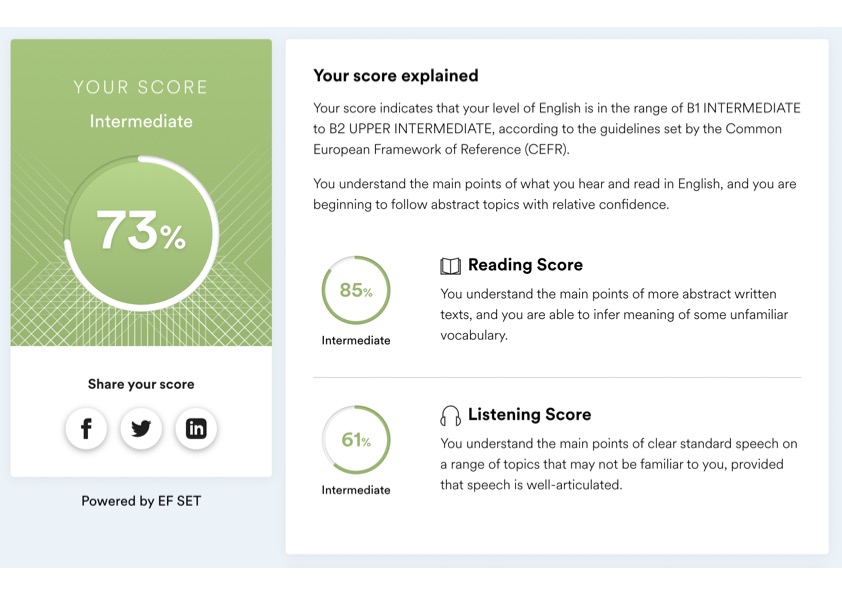 YOUR SCORE
Intermediate
73%
Share your score
Powered by EF SET
Your score explained
Your score indicates that your level of English is in the range of B1 INTERMEDIATE
to B2 UPPER INTERMEDIATE, according to the guidelines set by the Common
European Framework of Reference (CEFR).
You understand the main points of what you hear and read in English, and you are
beginning to follow abstract topics with relative confidence.
85%
Intermediate
Reading Score
You understand the main points of more abstract written
texts, and you are able to infer meaning of some unfamiliar
vocabulary.
61%
Intermediate
Listening Score
You understand the main points of clear standard speech on
a range of topics that may not be familiar to you, provided
that speech is well-articulated.